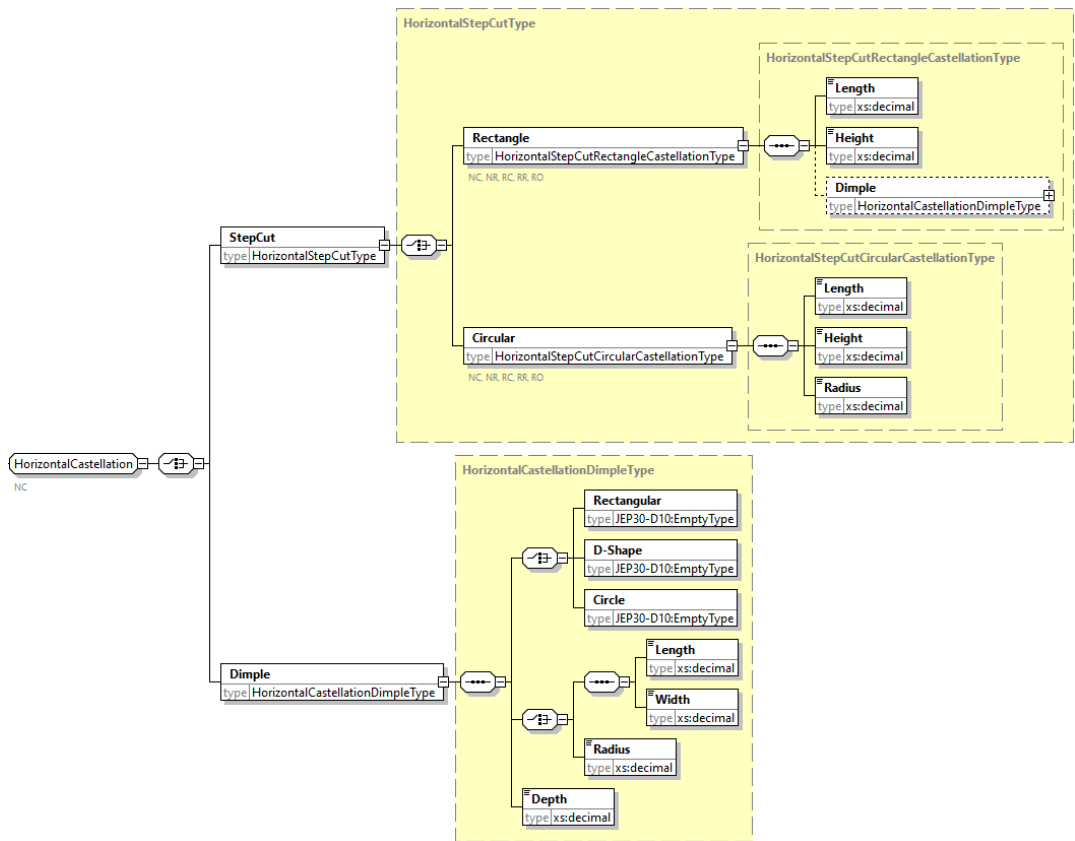 HorizontalStepCutType
HorizontalStepCutRectangleCastellationType
Length
type xs:decimal
Rectangle
type HorizontalStepCutRectangleCastellationType
NC, NR, RC, RR, RO
Height
type xs:decimal
Dimple
type HorizontalCastellationDimpleType
StepCut
type HorizontalStepCutType
HorizontalStepCutCircularCastellationType
Length
type xs:decimal
Circular
type HorizontalStepCutCircularCastellationType
NC, NR, RC, RR, RO
Height
type xs:decimal
Radius
type xs:decimal
HorizontalCastellation
NC
HorizontalCastellationDimpleType
Rectangular
type JEP30-D10:EmptyType
D-Shape
type JEP30-D10:EmptyType
Circle
type JEP30-D10:EmptyType
Dimple
type HorizontalCastellationDimpleType
Length
type xs:decimal
Width
type xs:decimal
Radius
type xs:decimal
Depth
type xs:decimal